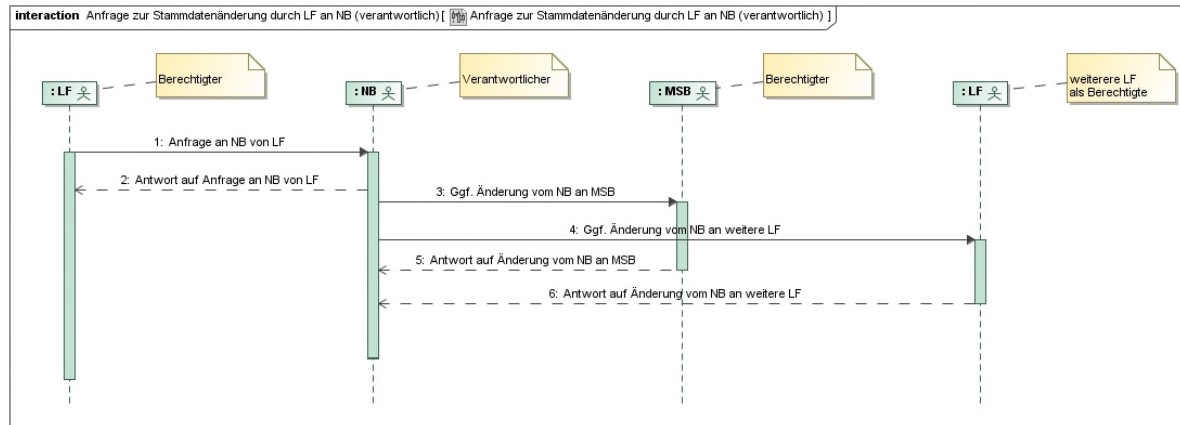 interaction Anfrage zur Stammdatenänderung durch LF an NB (verantwortlich) [ Anfrage zur Stammdatenänderung durch LF an NB (verantwortlich) ]
Berechtigter
Verantwortlicher
Berechtigter
weiterere LF
als Berechtigte
: LF
: NB
: MSB
: LF
1: Anfrage an NB von LF
2: Antwort auf Anfrage an NB von LF
3: Ggf. Änderung vom NB an MSB
4: Ggf. Änderung vom NB an weitere LF
5: Antwort auf Änderung vom NB an MSB
6: Antwort auf Änderung vom NB an weitere LF